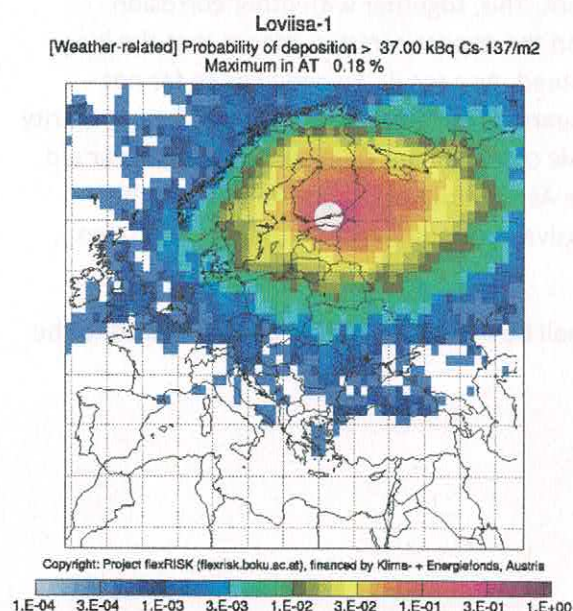 Loviisa-1
[Weather-related] Probability of deposition > 37.00 kBq Cs-137/m2
Maximum in AT 0.18 %
Copyright: Project flexRISK (flexrisk.boku.ac.at), financed by Klima- + Energiefonds, Austria
1.E-04 3.E-04 1.E-03 3.E-03 1.E-02 3.E-02 1.E-01 3.E-01 1.E+00